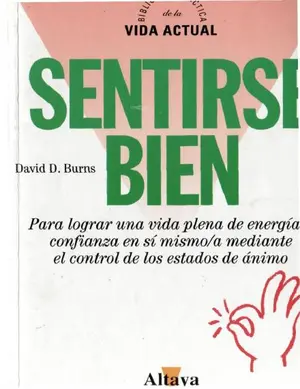 de la
VIDA ACTUAL
SENTIRSE
BIEN
David D. Burns
Para lograr una vida plena de energía
confianza en sí mismo/a mediante
el control de los estados de ánimo
Altaya